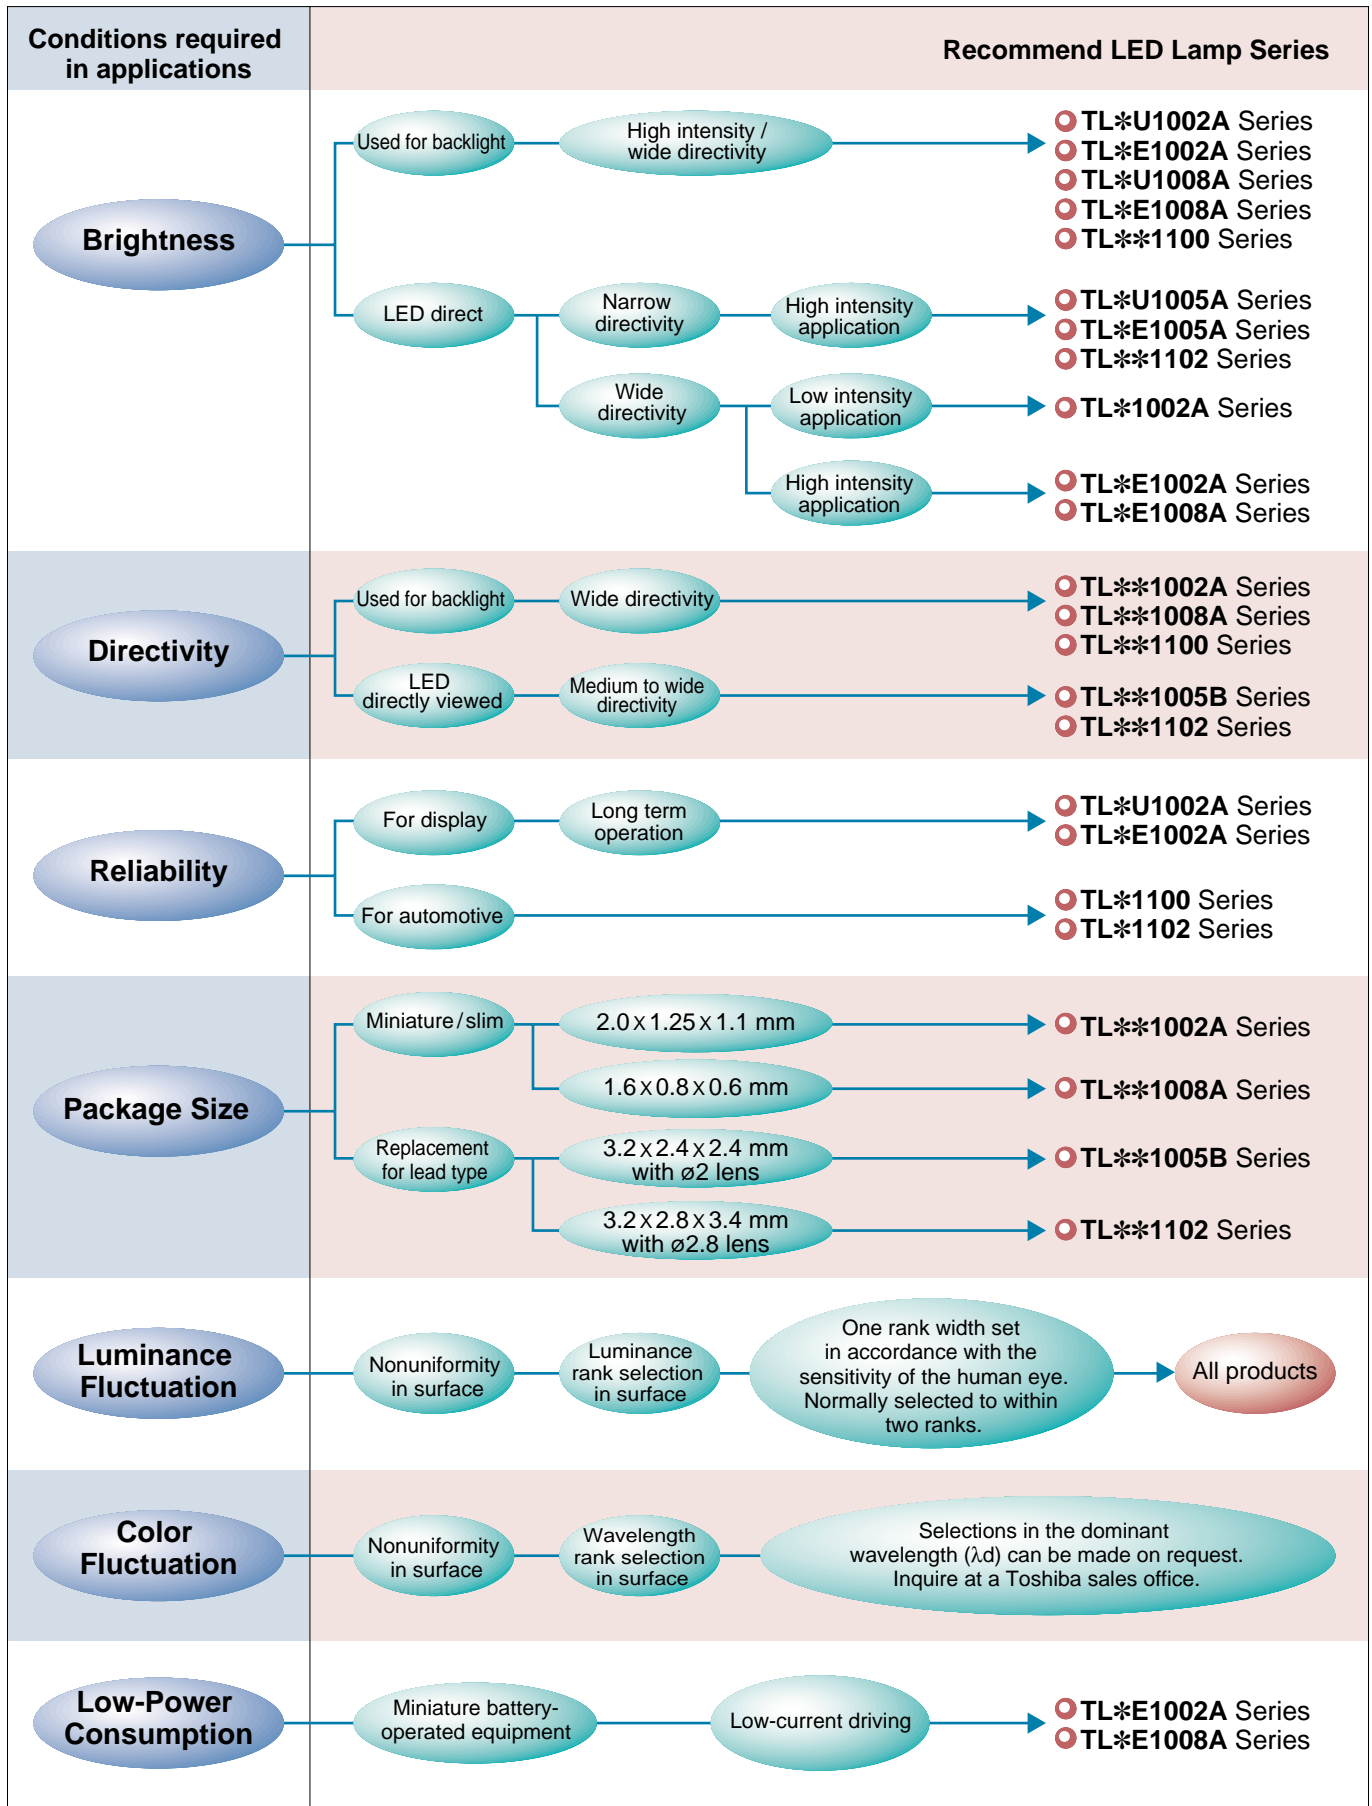 Conditions required
in applications
Recommend LED Lamp Series
Brightness
Used for backlight
High intensity /
wide directivity
TL✻U1002A Series
TL✻E1002A Series
TL✻U1008A Series
TL✻E1008A Series
TL✻✻1100 Series
LED direct
Narrow
directivity
High intensity
application
TL✻U1005A Series
TL✻E1005A Series
TL✻✻1102 Series
Wide
directivity
Low intensity
application
TL✻1002A Series
High intensity
application
TL✻E1002A Series
TL✻E1008A Series
Directivity
Used for backlight
Wide directivity
TL✻✻1002A Series
TL✻✻1008A Series
TL✻✻1100 Series
LED
directly viewed
Medium to wide
directivity
TL✻✻1005B Series
TL✻✻1102 Series
Reliability
For display
Long term
operation
TL✻U1002A Series
TL✻E1002A Series
For automotive
TL✻1100 Series
TL✻1102 Series
Package Size
Miniature/slim
2.0 x 1.25 x 1.1 mm
TL✻✻1002A Series
1.6 x 0.8 x 0.6 mm
TL✻✻1008A Series
Replacement
for lead type
3.2 x 2.4 x 2.4 mm
with ø2 lens
TL✻✻1005B Series
3.2 x 2.8 x 3.4 mm
with ø2.8 lens
TL✻✻1102 Series
Luminance
Fluctuation
Nonuniformity
in surface
Luminance
rank selection
in surface
One rank width set
in accordance with the
sensitivity of the human eye.
Normally selected to within
two ranks.
All products
Color
Fluctuation
Nonuniformity
in surface
Wavelength
rank selection
in surface
Selections in the dominant
wavelength (λd) can be made on request.
Inquire at a Toshiba sales office.
Low-Power
Consumption
Miniature battery-
operated equipment
Low-current driving
TL✻E1002A Series
TL✻E1008A Series